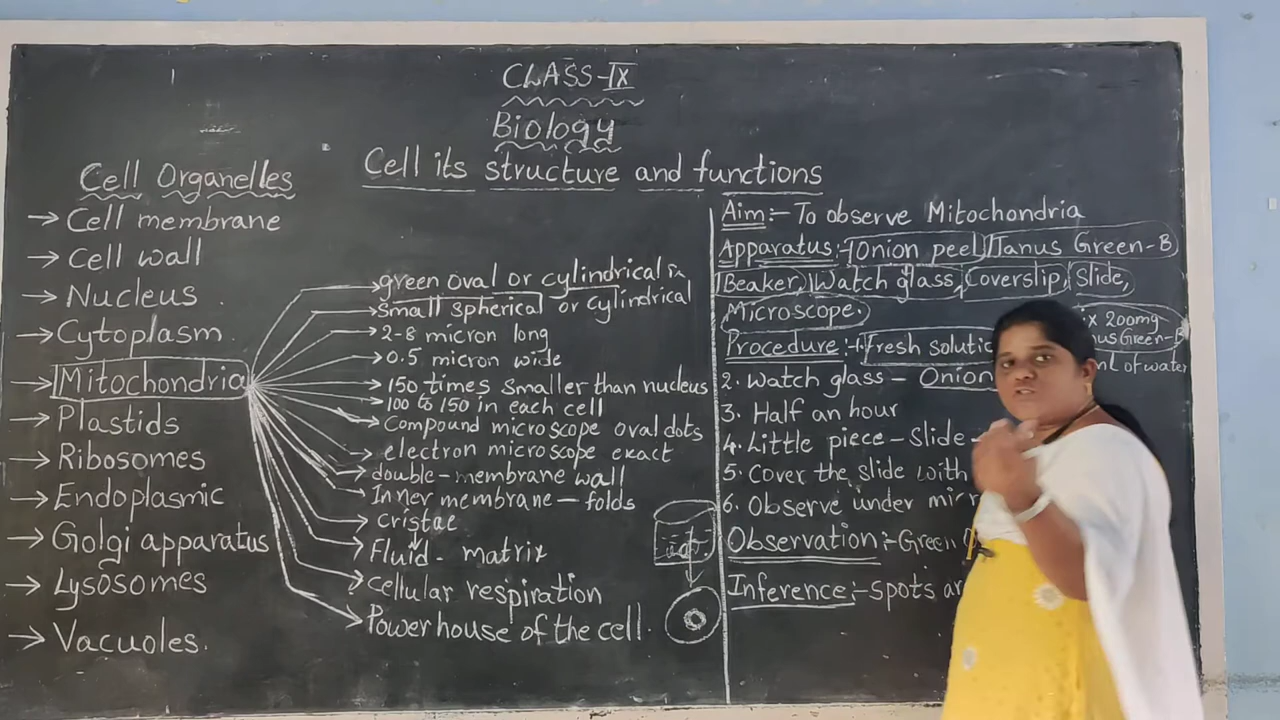 CLASS-IX
Biology
Cell its structure and functions
Cell Organelles
→ Cell membrane
→ Cell wall
→ Nucleus
→ Cytoplasm
→ Mitochondria
→ Plastids
→ Ribosomes
→ Endoplasmic
→ Golgi apparatus
→ Lysosomes
→ Vacuoles.
green oval or cylindrical
small spherical or cylindrical
2-8 micron long
0.5 micron wide
150 times smaller than nucleus
100 to 150 in each cell
Compound microscope oval dots
electron microscope exact
double-membrane wall
Inner membrane - folds
cristae
Fluid - matrix
cellular respiration
Power house of the cell.
Aim:- To observe Mitochondria
Apparatus:- Onion peel, Janus Green-B
Beaker, Watch glass, Coverslip, Slide,
Microscope.
Procedure:- Fresh
200mg
Green-B
of water
2. Watch glass - Onion
3. Half an hour
4. Little piece - Slide -
5. Cover the slide with
6. Observe under
Observation:- Green
Inference:- spots